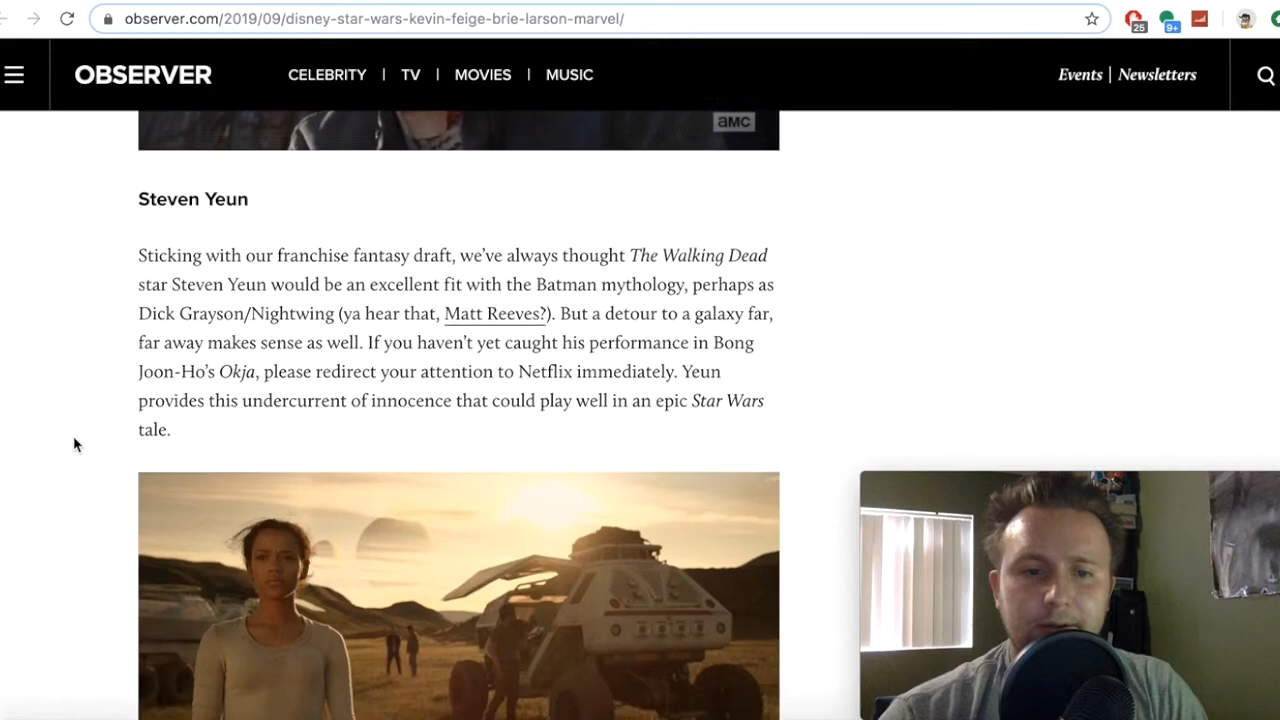 observer.com/2019/09/disney-star-wars-kevin-feige-brie-larson-marvel/
25
9+
OBSERVER
CELEBRITY | TV | MOVIES | MUSIC
Events | Newsletters
aMC
Steven Yeun
Sticking with our franchise fantasy draft, we’ve always thought The Walking Dead
star Steven Yeun would be an excellent fit with the Batman mythology, perhaps as
Dick Grayson/Nightwing (ya hear that, Matt Reeves?). But a detour to a galaxy far,
far away makes sense as well. If you haven’t yet caught his performance in Bong
Joon-Ho’s Okja, please redirect your attention to Netflix immediately. Yeun
provides this undercurrent of innocence that could play well in an epic Star Wars
tale.